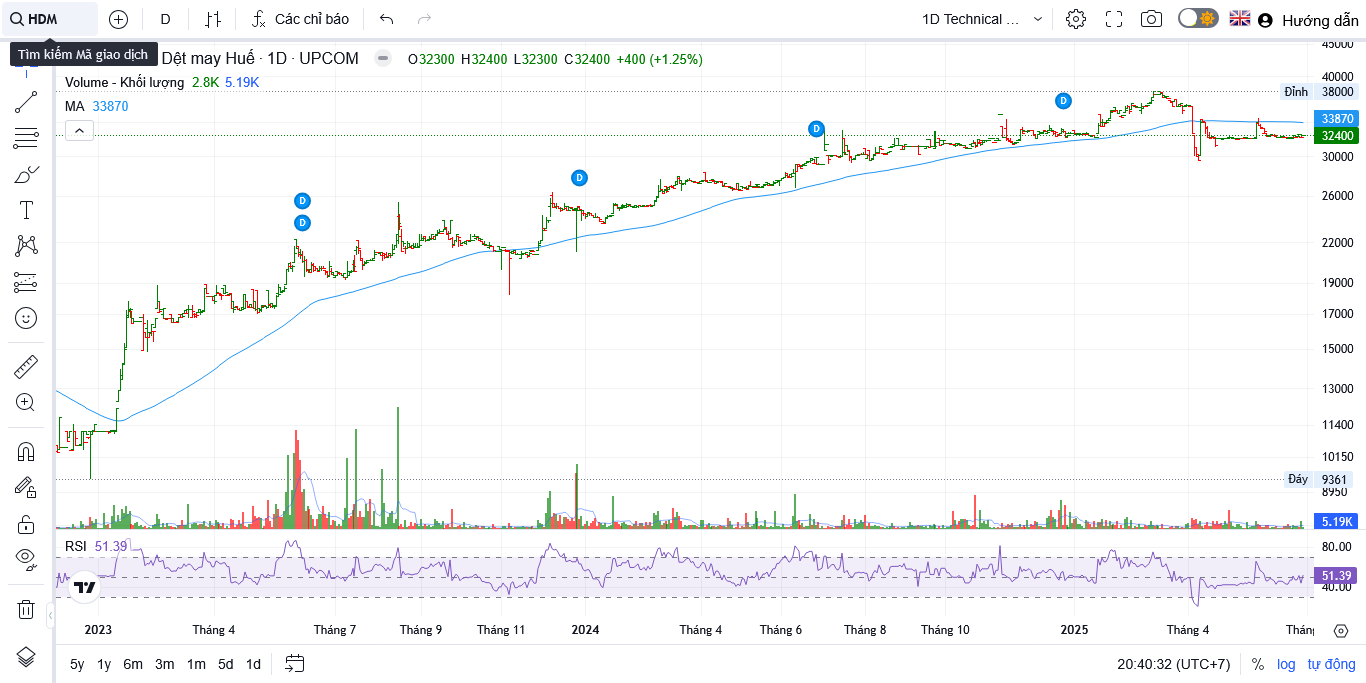 HDM
D
Các chỉ báo
1D Technical ...
Hướng dẫn
Tìm kiếm Mã giao dịch
Dệt may Huế · 1D · UPCOM
O32300 H32400 L32300 C32400 +400 (+1.25%)
Volume - Khối lượng 2.8K 5.19K
MA 33870
45000
40000
Đỉnh 38000
33870
32400
30000
26000
22000
19000
17000
15000
13000
11400
10150
Đáy 9361
8950
5.19K
D
D
D
D
D
RSI 51.39
80.00
51.39
40.00
2023 Tháng 4 Tháng 7 Tháng 9 Tháng 11 2024 Tháng 4 Tháng 6 Tháng 8 Tháng 10 2025 Tháng 4
5y 1y 6m 3m 1m 5d 1d
20:40:32 (UTC+7) % log tự động